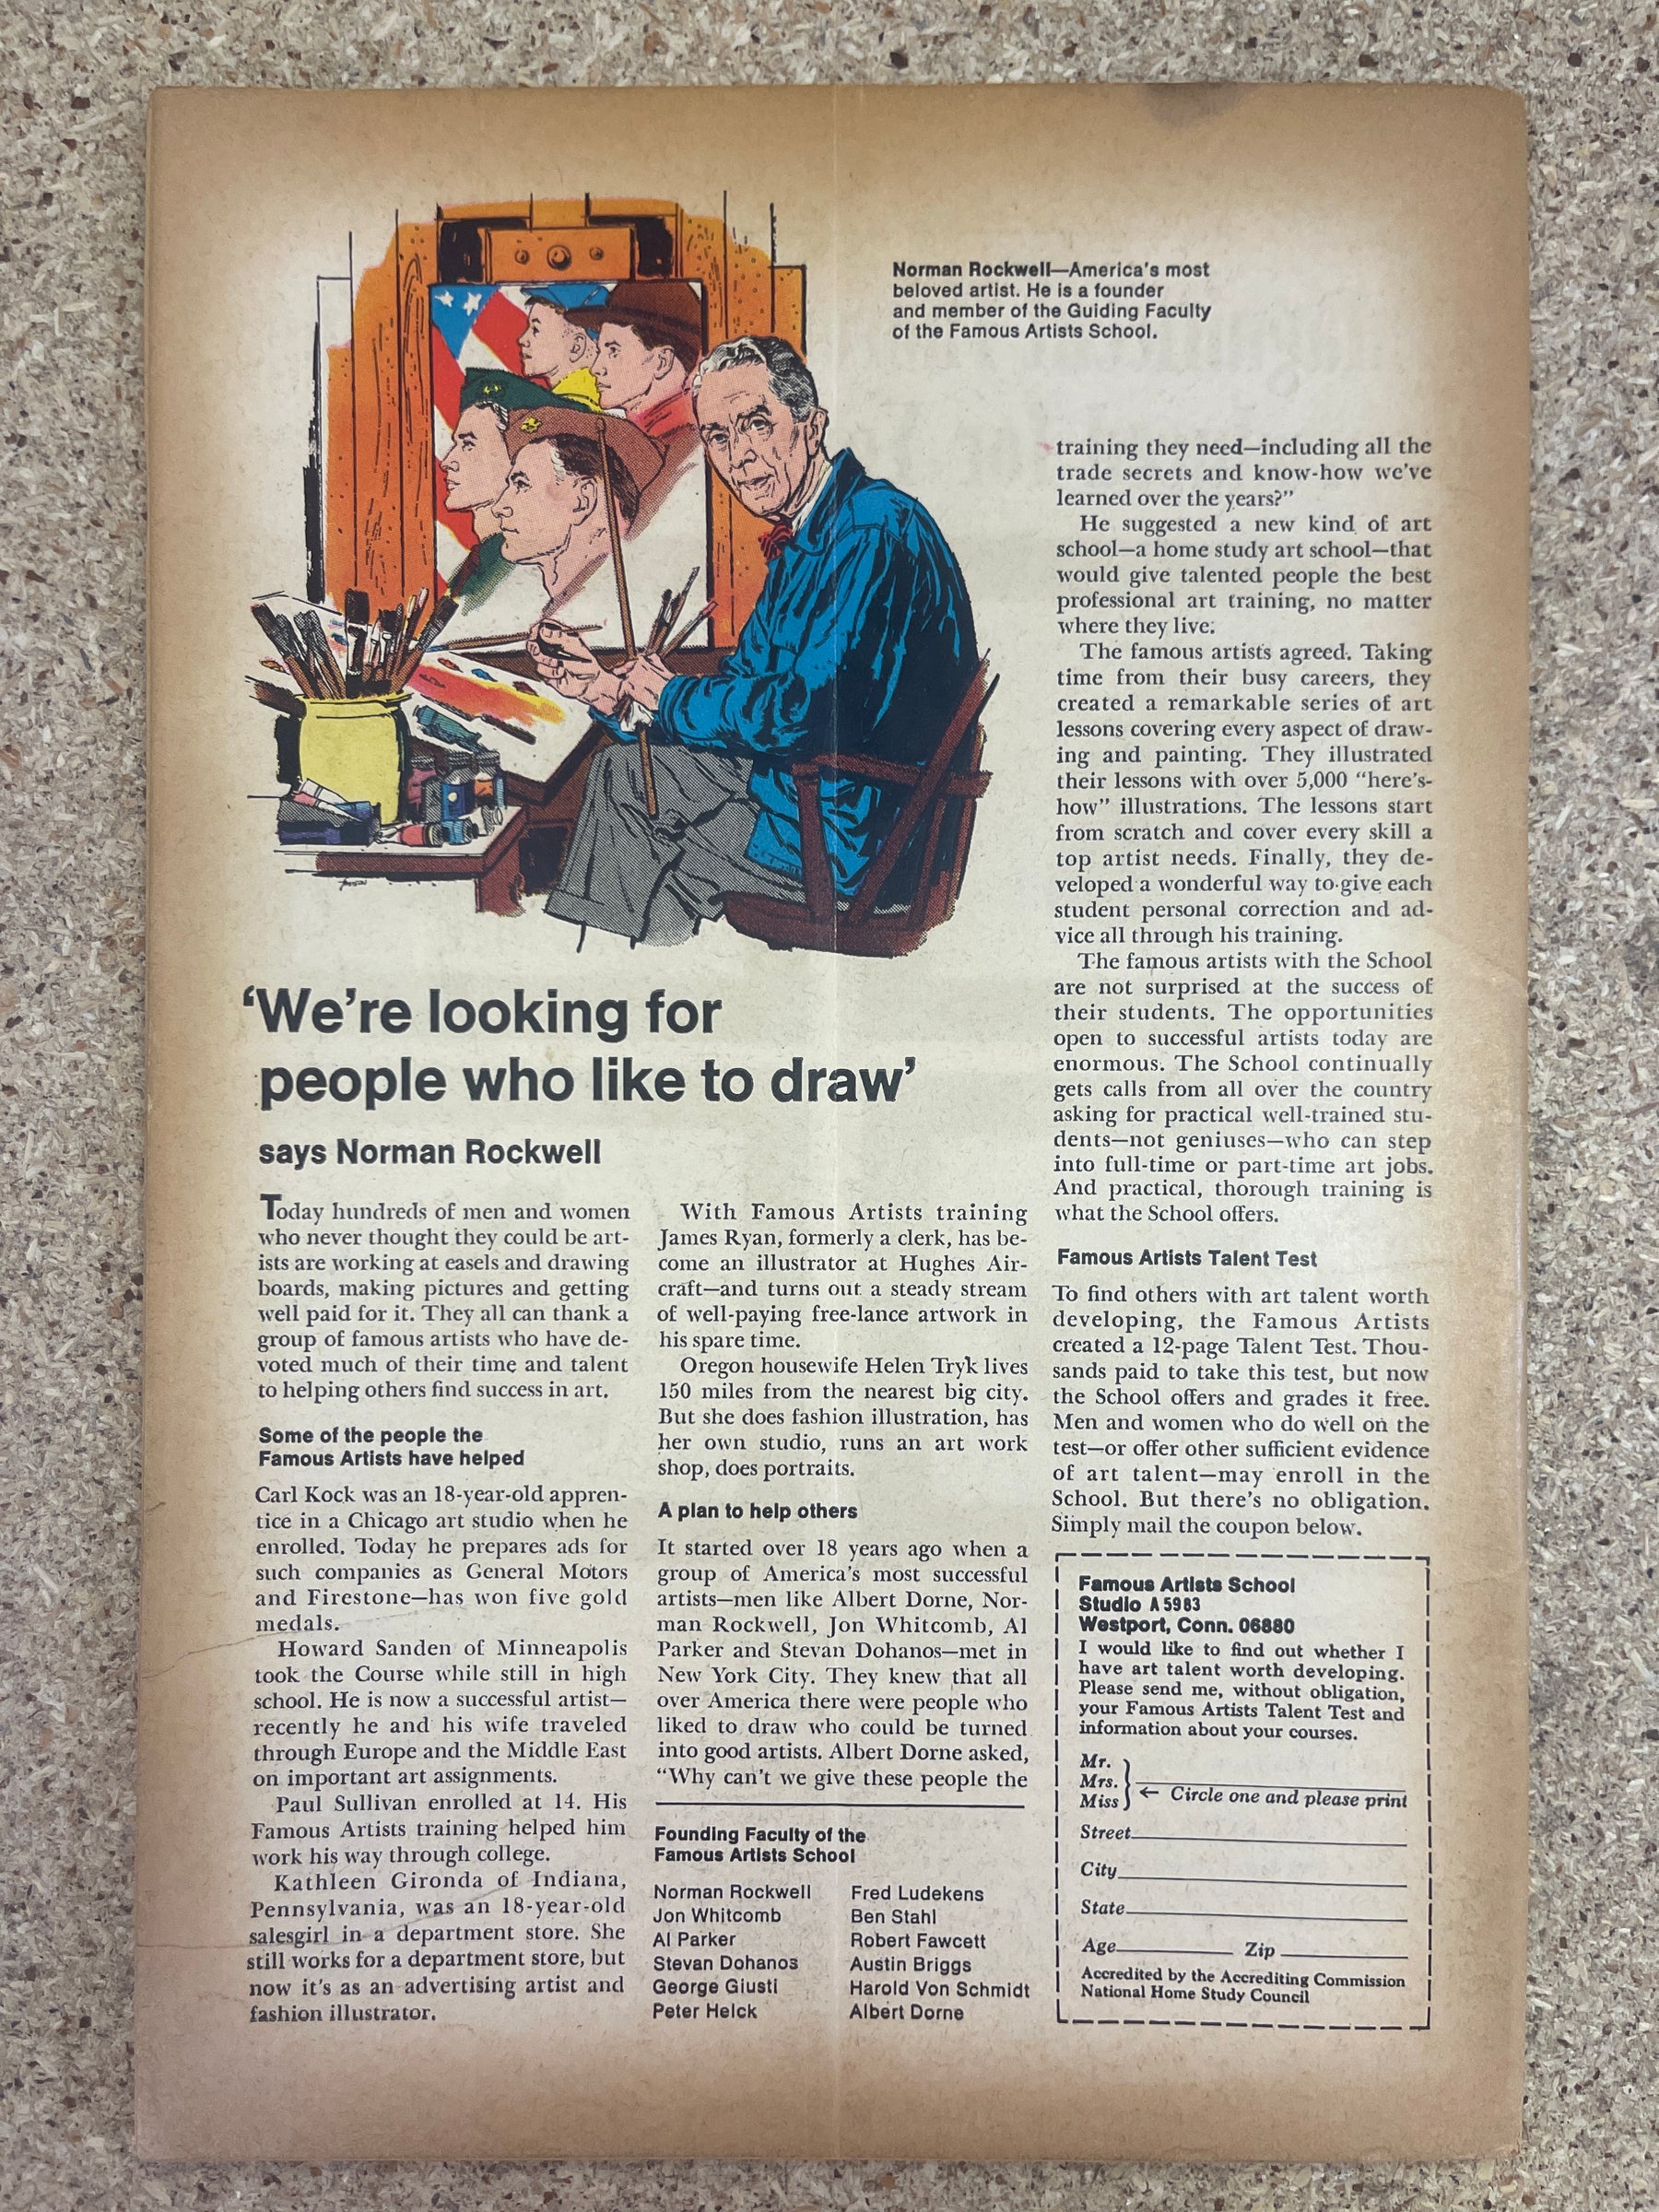 Norman Rockwell—America's most
beloved artist. He is a founder
and member of the Guiding Faculty
of the Famous Artists School.
‘We're looking for
people who like to draw’
says Norman Rockwell
Today hundreds of men and women
who never thought they could be art-
ists are working at easels and drawing
boards, making pictures and getting
well paid for it. They all can thank a
group of famous artists who have de-
voted much of their time and talent
to helping others find success in art.
Some of the people the
Famous Artists have helped
Carl Kock was an 18-year-old appren-
tice in a Chicago art studio when he
enrolled. Today he prepares ads for
such companies as General Motors
and Firestone—has won five gold
medals.
Howard Sanden of Minneapolis
took the Course while still in high
school. He is now a successful artist—
recently he and his wife traveled
through Europe and the Middle East
on important art assignments.
Paul Sullivan enrolled at 14. His
Famous Artists training helped him
work his way through college.
Kathleen Gironda of Indiana,
Pennsylvania, was an 18-year-old
salesgirl in a department store. She
still works for a department store, but
now it's as an advertising artist and
fashion illustrator.
With Famous Artists training
James Ryan, formerly a clerk, has be-
come an illustrator at Hughes Air-
craft—and turns out a steady stream
of well-paying free-lance artwork in
his spare time.
Oregon housewife Helen Tryk lives
150 miles from the nearest big city.
But she does fashion illustration, has
her own studio, runs an art work
shop, does portraits.
A plan to help others
It started over 18 years ago when a
group of America's most successful
artists—men like Albert Dorne, Nor-
man Rockwell, Jon Whitcomb, Al
Parker and Stevan Dohanos—met in
New York City. They knew that all
over America there were people who
liked to draw who could be turned
into good artists. Albert Dorne asked,
“Why can't we give these people the
training they need—including all the
trade secrets and know-how we've
learned over the years?”
He suggested a new kind of art
school—a home study art school—that
would give talented people the best
professional art training, no matter
where they live.
The famous artists agreed. Taking
time from their busy careers, they
created a remarkable series of art
lessons covering every aspect of draw-
ing and painting. They illustrated
their lessons with over 5,000 “here's-
how” illustrations. The lessons start
from scratch and cover every skill a
top artist needs. Finally, they de-
veloped a wonderful way to give each
student personal correction and ad-
vice all through his training.
The famous artists with the School
are not surprised at the success of
their students. The opportunities
open to successful artists today are
enormous. The School continually
gets calls from all over the country
asking for practical well-trained stu-
dents—not geniuses—who can step
into full-time or part-time art jobs.
And practical, thorough training is
what the School offers.
Famous Artists Talent Test
To find others with art talent worth
developing, the Famous Artists
created a 12-page Talent Test. Thou-
sands paid to take this test, but now
the School offers and grades it free.
Men and women who do well on the
test—or offer other sufficient evidence
of art talent—may enroll in the
School. But there's no obligation.
Simply mail the coupon below.
Founding Faculty of the
Famous Artists School
Norman Rockwell
Jon Whitcomb
Al Parker
Stevan Dohanos
George Giusti
Peter Helck
Fred Ludekens
Ben Stahl
Robert Fawcett
Austin Briggs
Harold Von Schmidt
Albert Dorne
Famous Artists School
Studio A5983
Westport, Conn. 06880
I would like to find out whether I
have art talent worth developing.
Please send me, without obligation,
your Famous Artists Talent Test and
information about your courses.
Mr.
Mrs.
Miss
← Circle one and please print
Street
City
State
Age Zip
Accredited by the Accrediting Commission
National Home Study Council